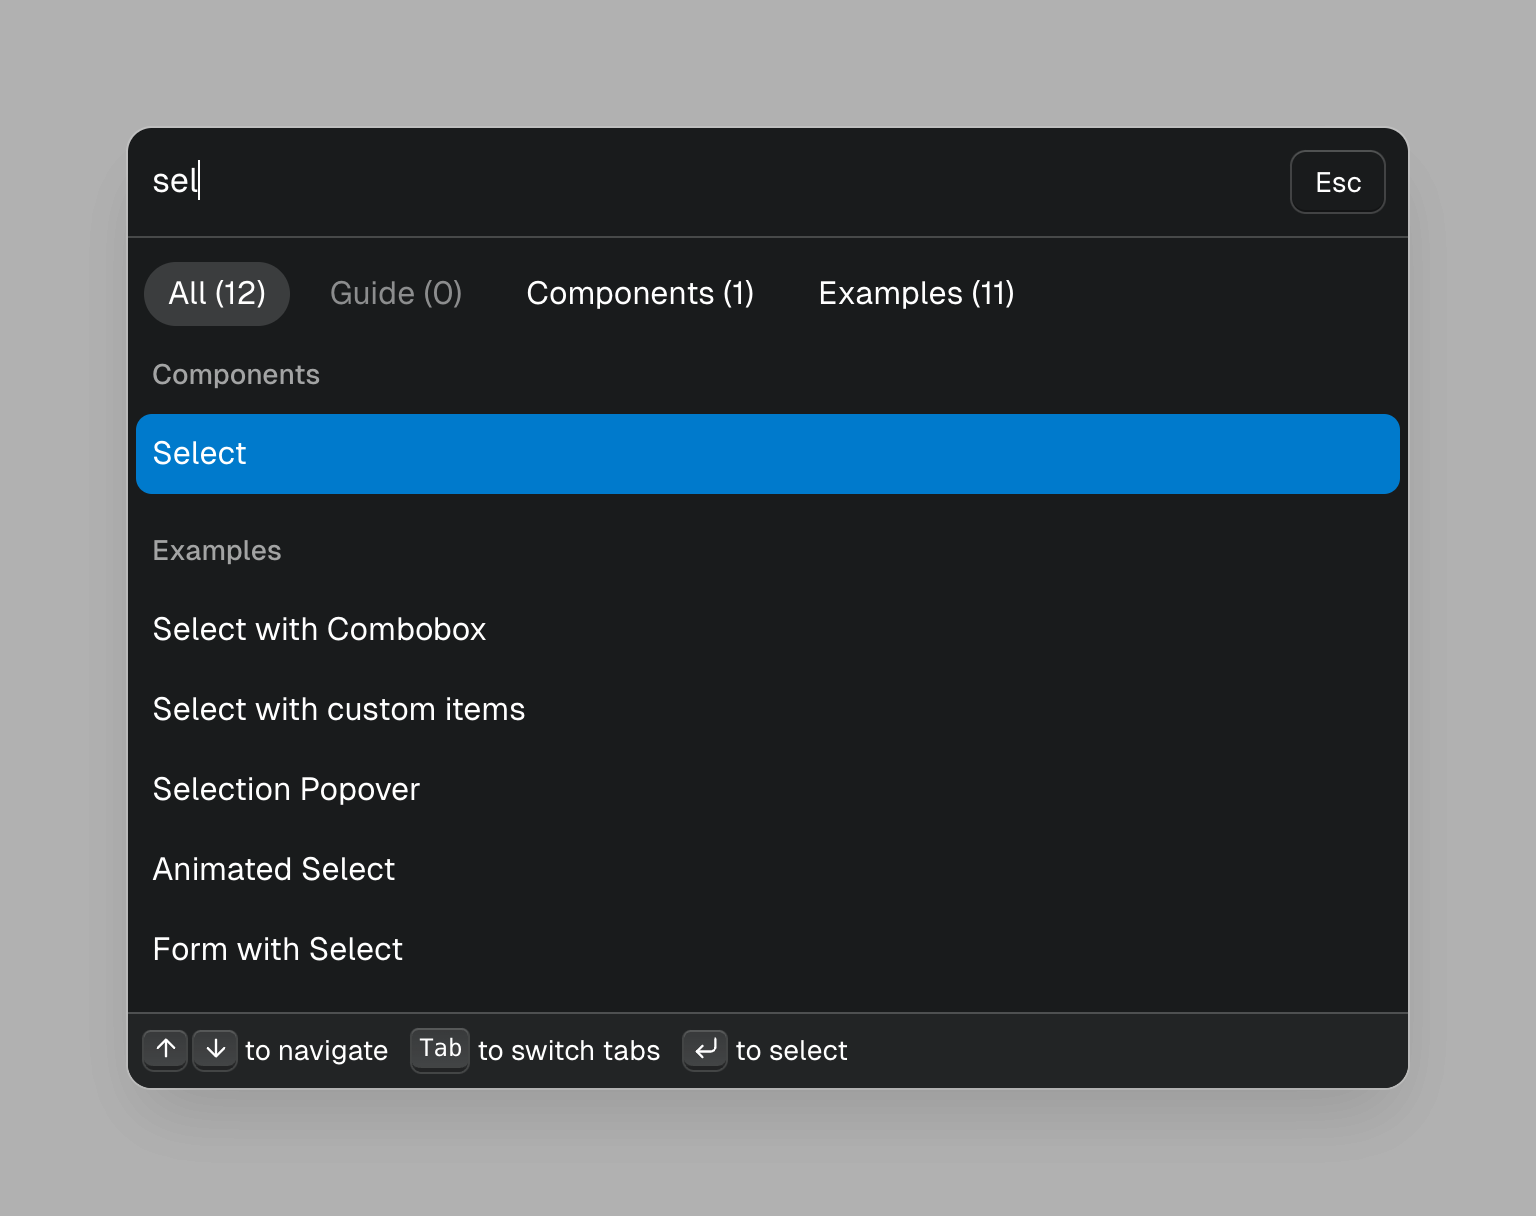 sel
Esc
All (12) Guide (0) Components (1) Examples (11)
Components
Select
Examples
Select with Combobox
Select with custom items
Selection Popover
Animated Select
Form with Select
↑ ↓ to navigate Tab to switch tabs ↵ to select